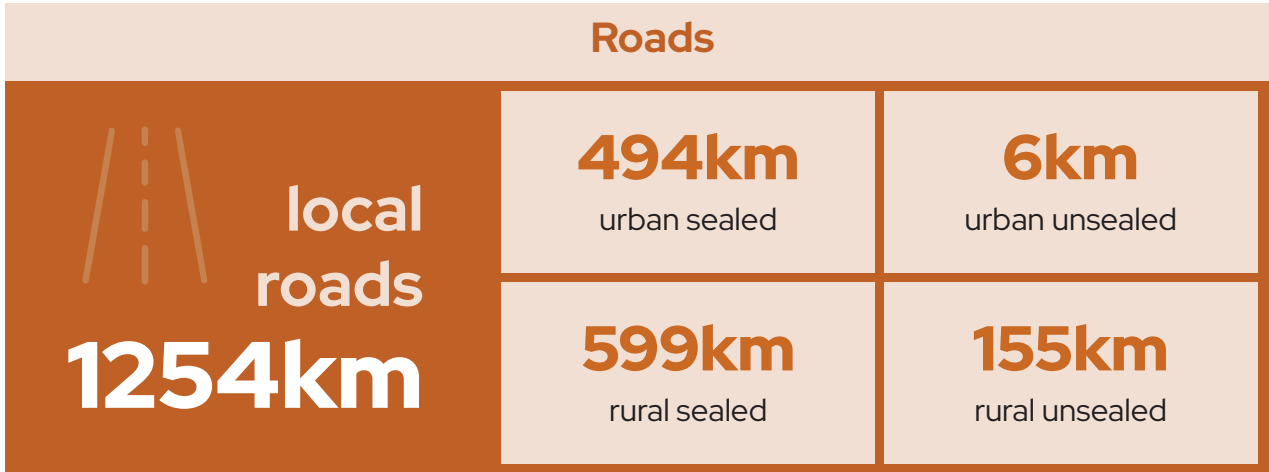 Roads
local
roads
1254km
494km
urban sealed
6km
urban unsealed
599km
rural sealed
155km
rural unsealed